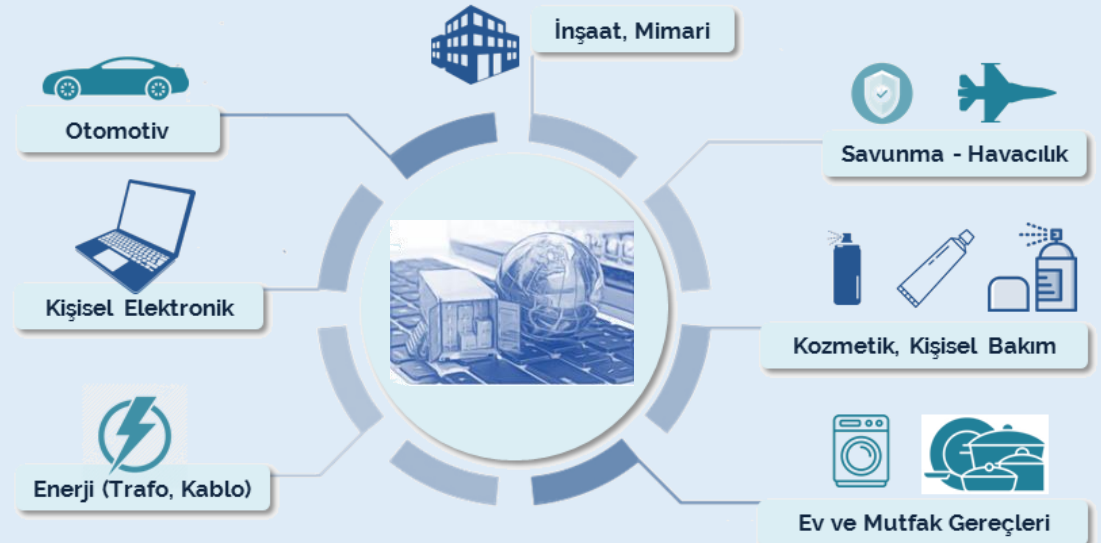 İnşaat, Mimari
Otomotiv
Savunma - Havacılık
Kişisel Elektronik
Kozmetik, Kişisel Bakım
Enerji (Trafo, Kablo)
Ev ve Mutfak Gereçleri